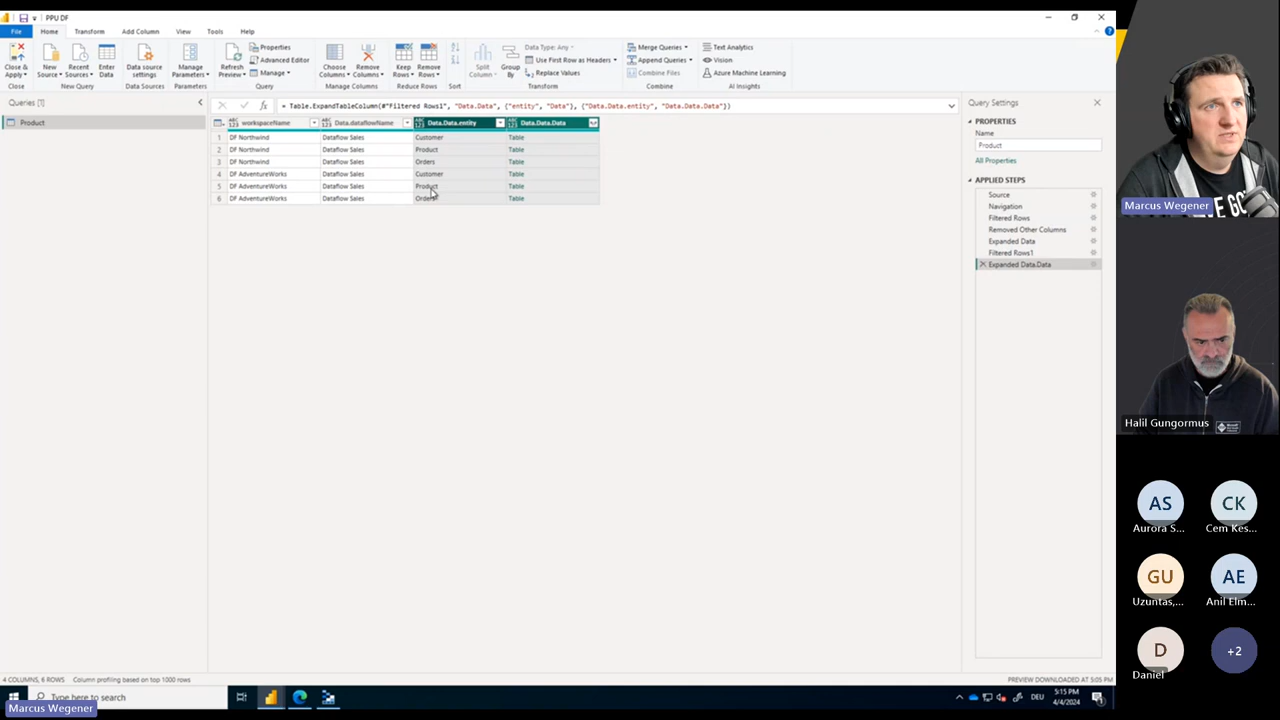 PPU DF
File
Home
Transform
Add Column
View
Tools
Help
Close & Apply
New Source
Recent Sources
Enter Data
Data source settings
Manage Parameters
Refresh Preview
Properties
Advanced Editor
Manage
Choose Columns
Remove Columns
Keep Rows
Remove Rows
Split Column
Group By
Data Type: Any
Use First Row as Headers
Replace Values
Merge Queries
Append Queries
Combine Files
Text Analytics
Vision
Azure Machine Learning
Close
New Query
Data Sources
Parameters
Query
Manage Columns
Reduce Rows
Sort
Transform
Combine
AI Insights
Queries [1]
Product
= Table.ExpandTableColumn(#"Filtered Rows1", "Data.Data", {"entity", "Data"}, {"Data.Data.entity", "Data.Data.Data"})
workspaceName Data.dataflowName Data.Data.entity Data.Data.Data
1 DF Northwind Dataflow Sales Customer Table
2 DF Northwind Dataflow Sales Product Table
3 DF Northwind Dataflow Sales Orders Table
4 DF AdventureWorks Dataflow Sales Customer Table
5 DF AdventureWorks Dataflow Sales Product Table
6 DF AdventureWorks Dataflow Sales Orders Table
Query Settings
PROPERTIES
Name
Product
All Properties
APPLIED STEPS
Source
Navigation
Filtered Rows
Removed Other Columns
Expanded Data
Filtered Rows1
Expanded Data.Data
4 COLUMNS, 6 ROWS
Column profiling based on top 1000 rows
PREVIEW DOWNLOADED AT 5:05 PM
Type here to search
DEU
5:15 PM
4/4/2024
Marcus Wegener
Marcus Wegener
Halil Gungormus
AS
Aurora S...
CK
Cem Kes...
GU
Uzuntas,...
AE
Anil Elm...
D
Daniel
+2